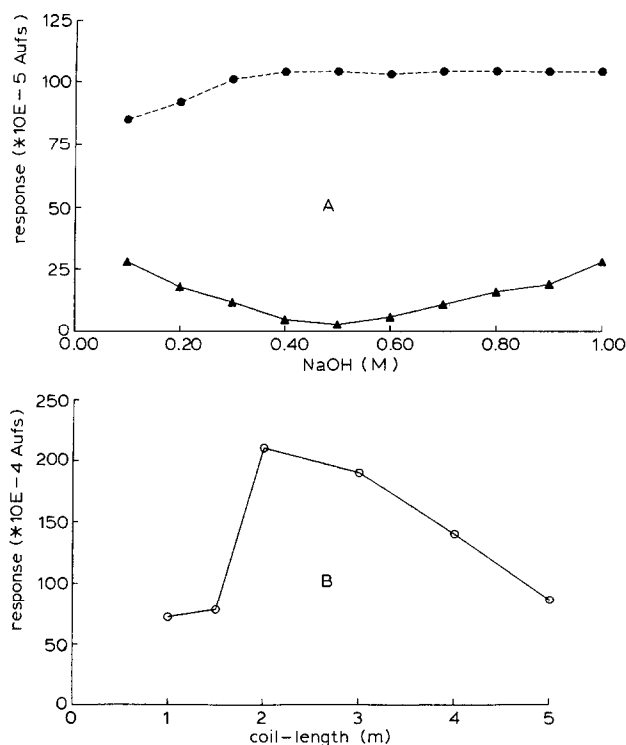 response (*10E-5 Aufs)
125
100
75
50
25
0
A
0.00 0.20 0.40 0.60 0.80 1.00
NaOH (M)
response (*10E-4 Aufs)
250
200
150
100
50
0
B
0 1 2 3 4 5
coil-length (m)